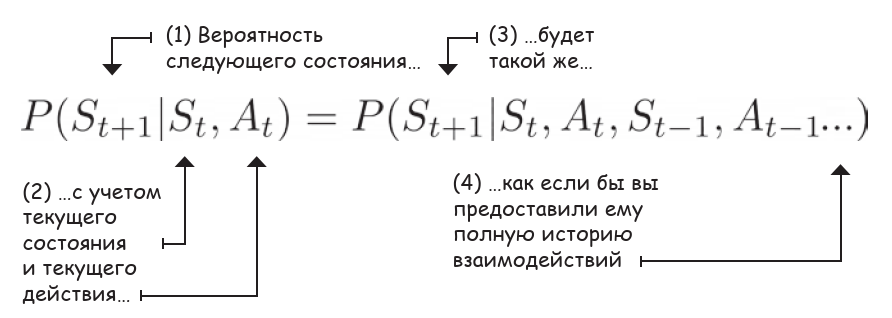 (1) Вероятность
следующего состояния...
(3) ...будет
такой же...
P(S_{t+1}|S_t, A_t) = P(S_{t+1}|S_t, A_t, S_{t-1}, A_{t-1}...)
(2) ...с учетом
текущего
состояния
и текущего
действия...
(4) ...как если бы вы
предоставили ему
полную историю
взаимодействий